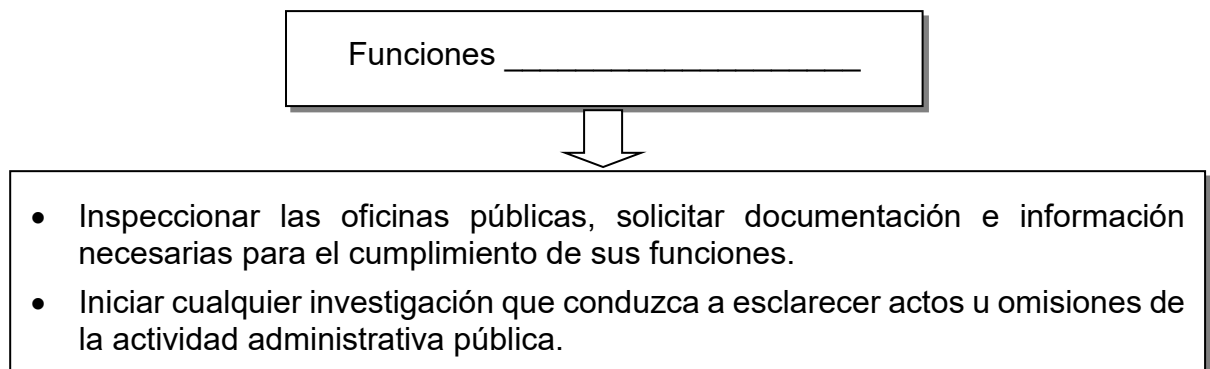 Funciones _____________________
• Inspeccionar las oficinas públicas, solicitar documentación e información
necesarias para el cumplimiento de sus funciones.
• Iniciar cualquier investigación que conduzca a esclarecer actos u omisiones de
la actividad administrativa pública.